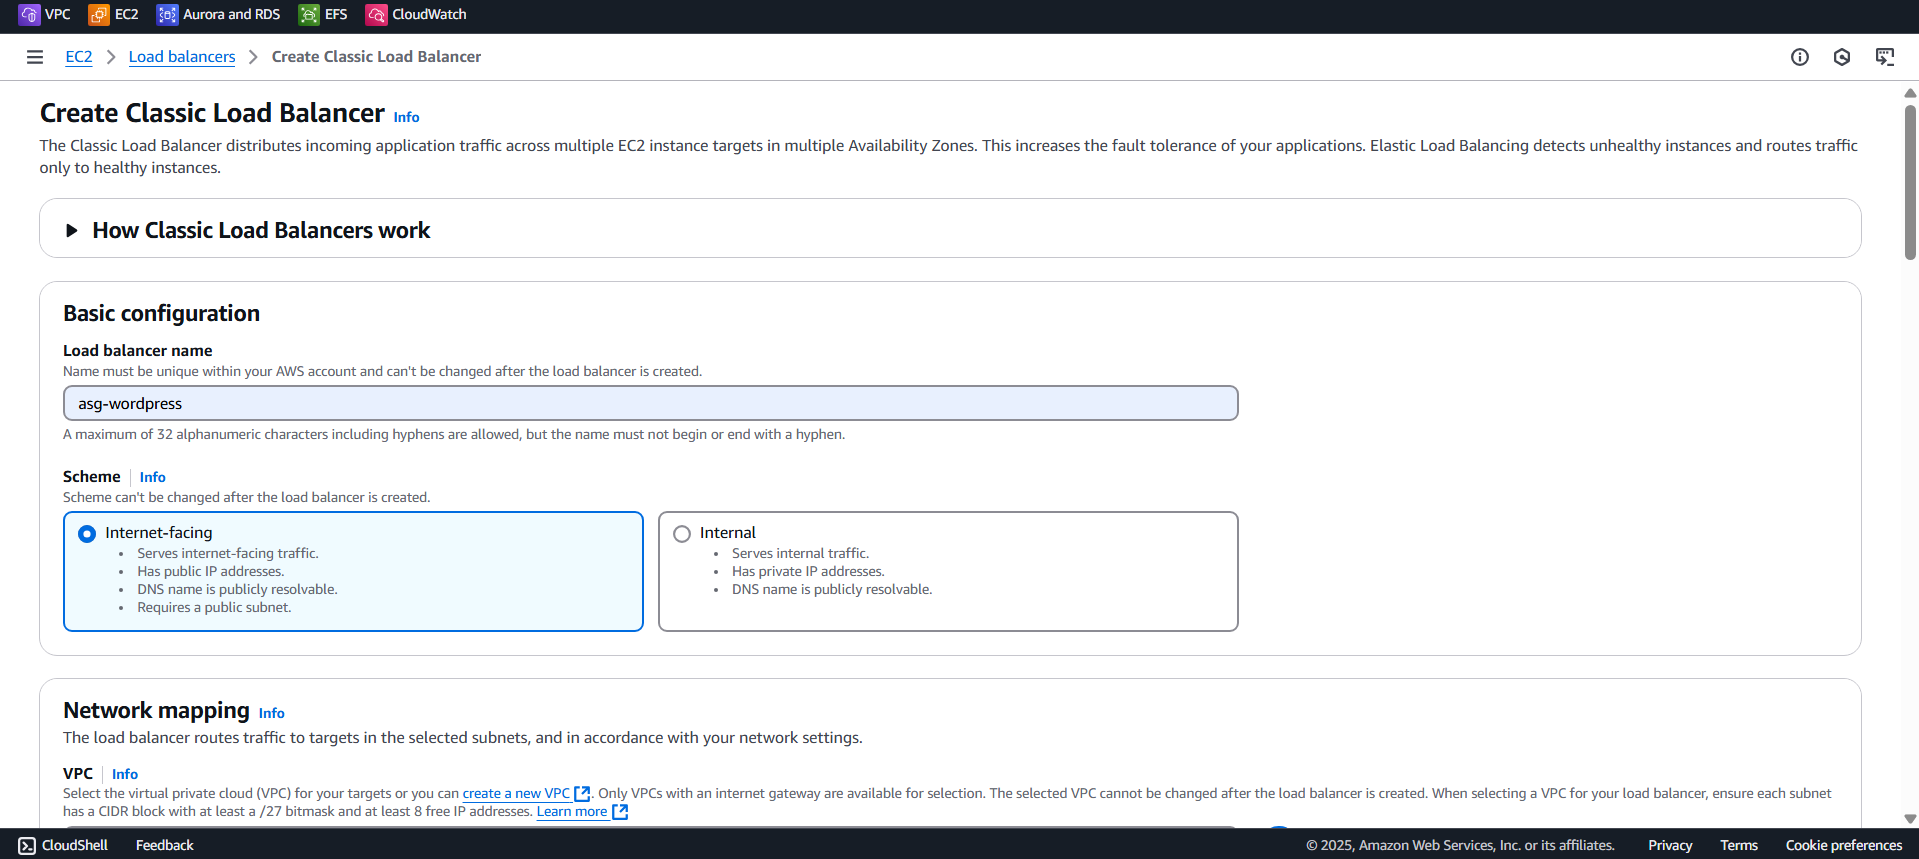 VPC EC2 Aurora and RDS EFS CloudWatch
EC2 Load balancers Create Classic Load Balancer
Create Classic Load Balancer Info
The Classic Load Balancer distributes incoming application traffic across multiple EC2 instance targets in multiple Availability Zones. This increases the fault tolerance of your applications. Elastic Load Balancing detects unhealthy instances and routes traffic
only to healthy instances.
How Classic Load Balancers work
Basic configuration
Load balancer name
Name must be unique within your AWS account and can't be changed after the load balancer is created.
asg-wordpress
A maximum of 32 alphanumeric characters including hyphens are allowed, but the name must not begin or end with a hyphen.
Scheme Info
Scheme can't be changed after the load balancer is created.
Internet-facing
• Serves internet-facing traffic.
• Has public IP addresses.
• DNS name is publicly resolvable.
• Requires a public subnet.
Internal
• Serves internal traffic.
• Has private IP addresses.
• DNS name is publicly resolvable.
Network mapping Info
The load balancer routes traffic to targets in the selected subnets, and in accordance with your network settings.
VPC Info
Select the virtual private cloud (VPC) for your targets or you can create a new VPC. Only VPCs with an internet gateway are available for selection. The selected VPC cannot be changed after the load balancer is created. When selecting a VPC for your load balancer, ensure each subnet
has a CIDR block with at least a /27 bitmask and at least 8 free IP addresses. Learn more
CloudShell Feedback © 2025, Amazon Web Services, Inc. or its affiliates. Privacy Terms Cookie preferences